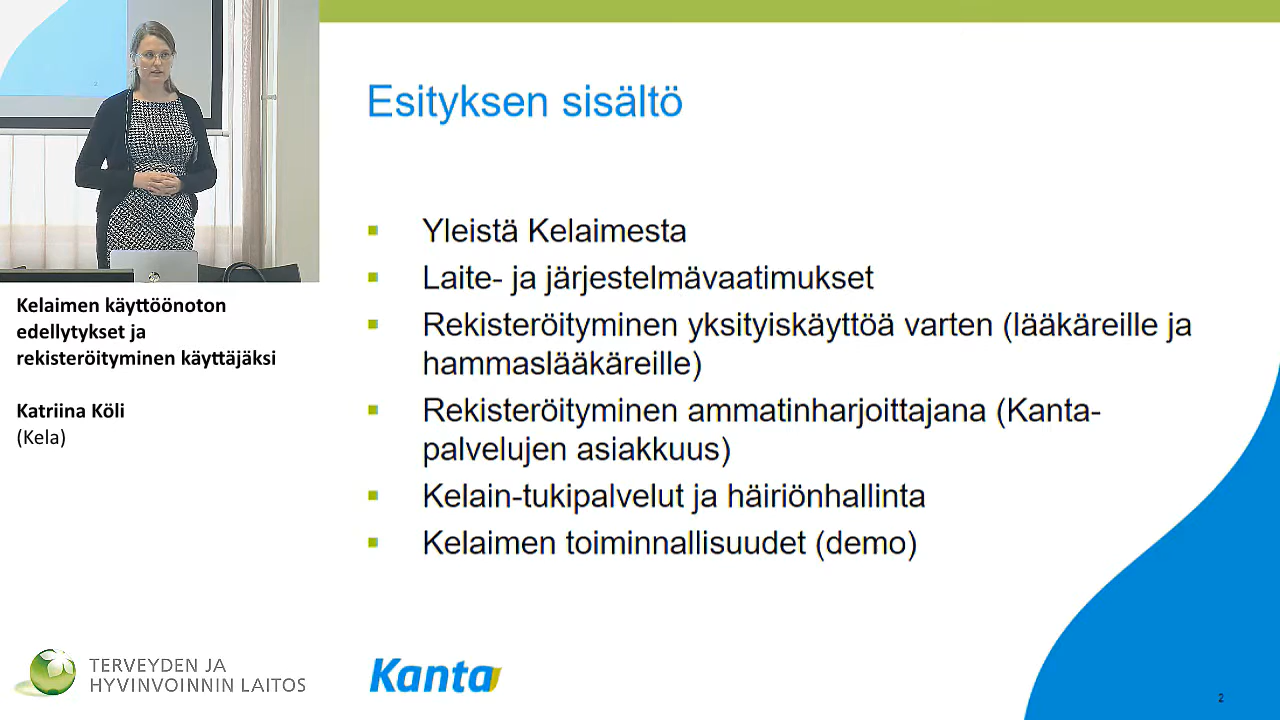 Esityksen sisältö
Yleistä Kelaimesta
Laite- ja järjestelmävaatimukset
Rekisteröityminen yksityiskäyttöä varten (lääkäreille ja
hammaslääkäreille)
Rekisteröityminen ammatinharjoittajana (Kanta-
palvelujen asiakkuus)
Kelain-tukipalvelut ja häiriönhallinta
Kelaimen toiminnallisuudet (demo)
Kelaimen käyttöönoton
edellytykset ja
rekisteröityminen käyttäjäksi
Katriina Köli
(Kela)
TERVEYDEN JA
HYVINVOINNIN LAITOS
Kanta
2